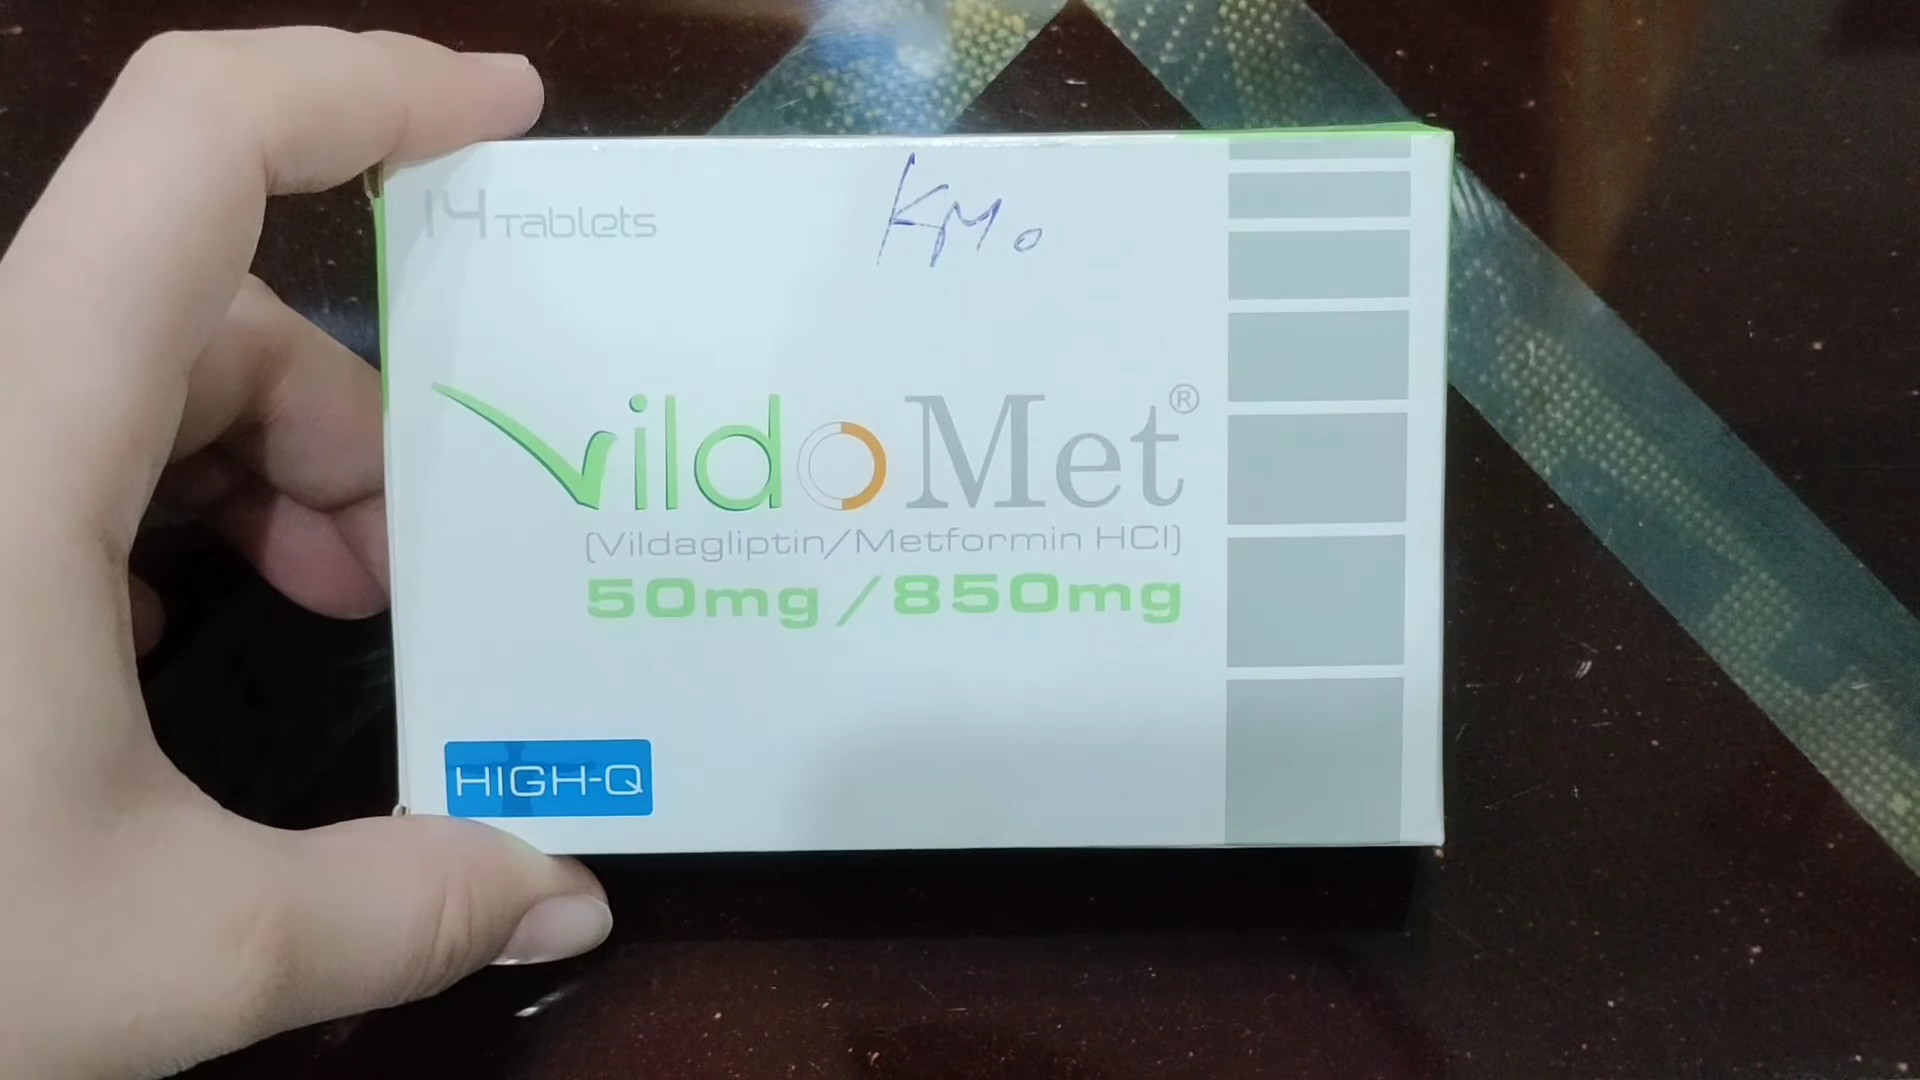 14 Tablets
KMo
VildoMet®
(Vildagliptin/Metformin HCl)
50mg/850mg
HIGH-Q